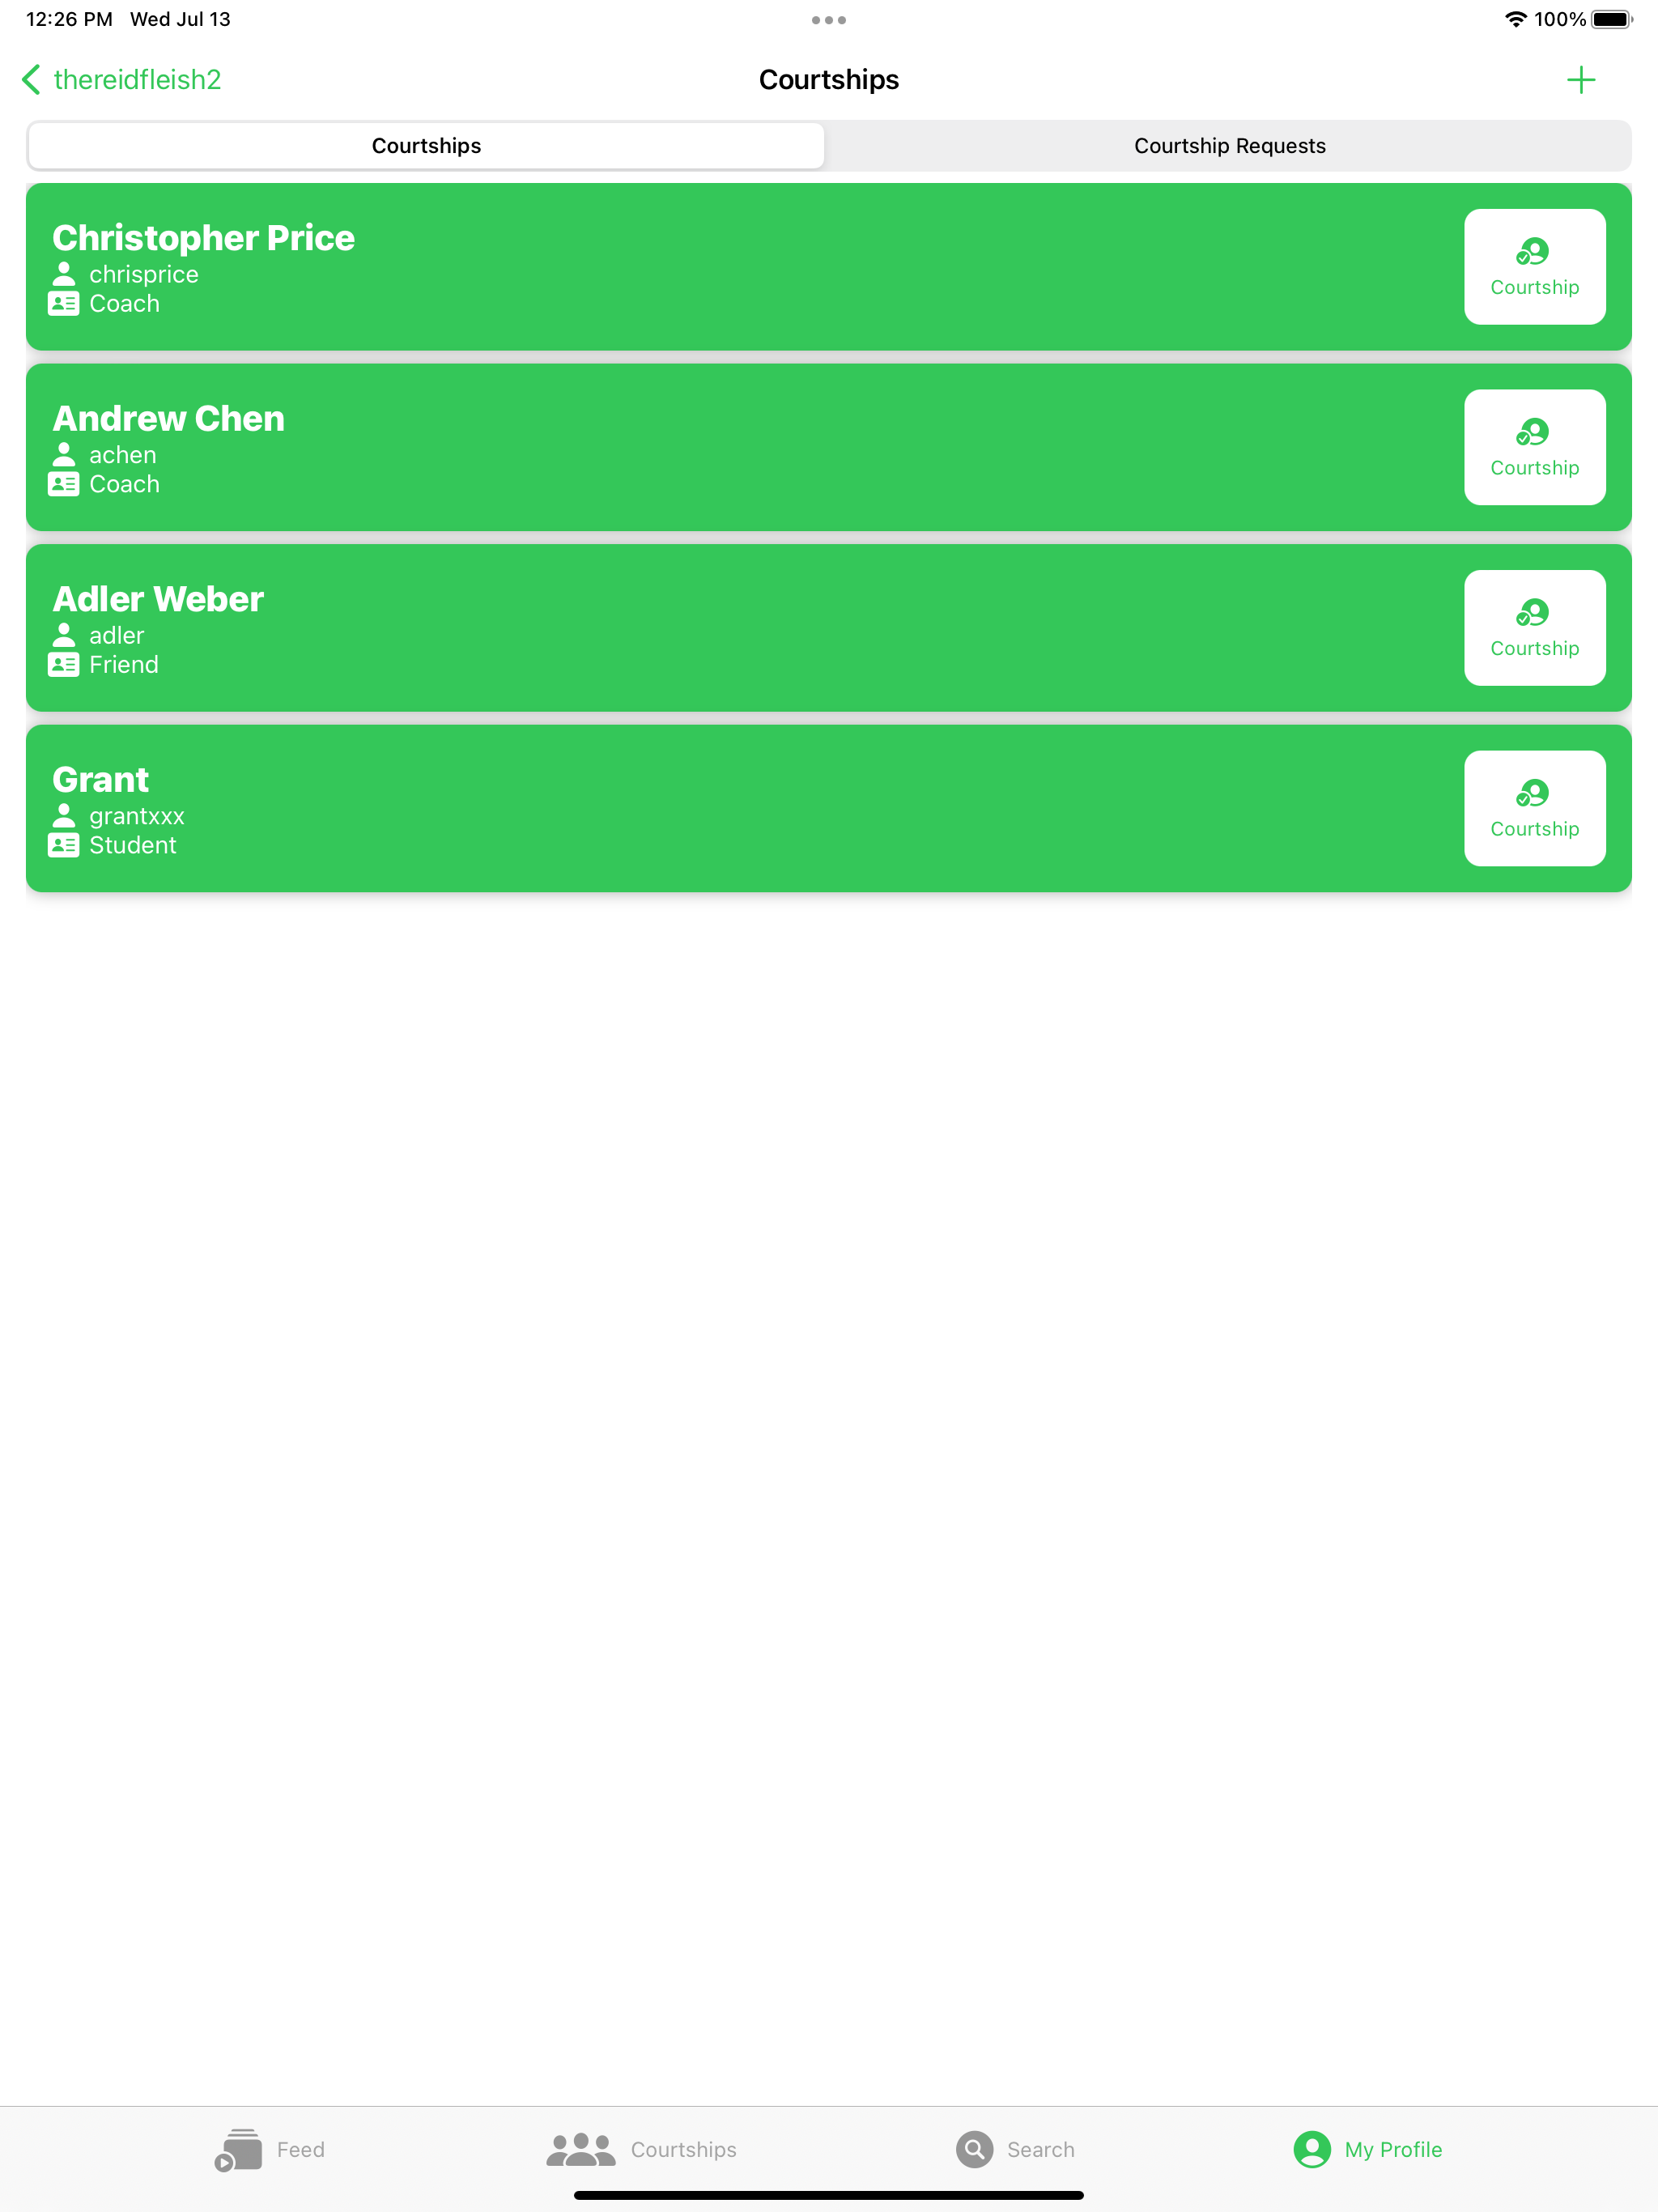 12:26 PM Wed Jul 13
100%
thereidfleish2
Courtships
Courtships
Courtship Requests
Christopher Price
chrisprice
Coach
Courtship
Andrew Chen
achen
Coach
Courtship
Adler Weber
adler
Friend
Courtship
Grant
grantxxx
Student
Courtship
Feed
Courtships
Search
My Profile